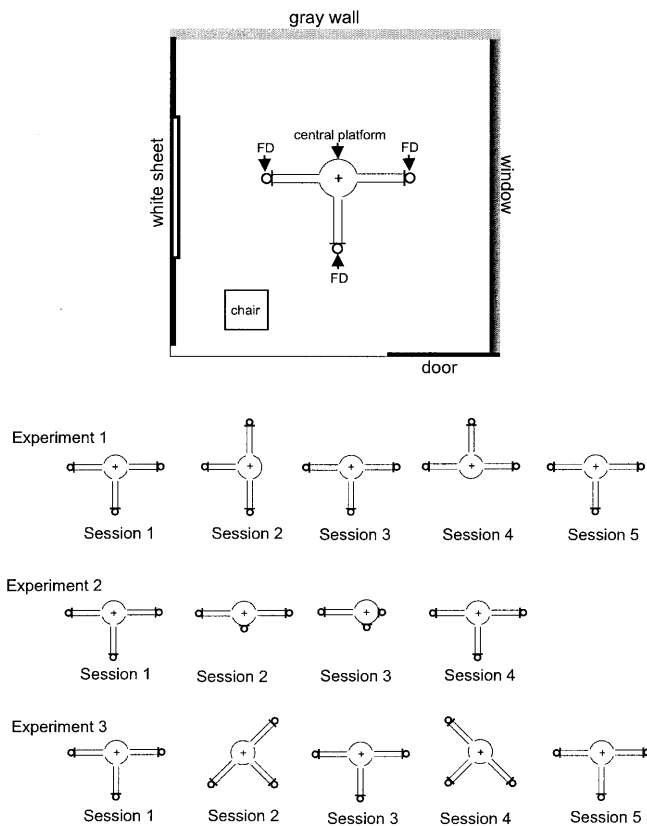 gray wall
white sheet
window
central platform
FD
FD
FD
chair
door
Experiment 1
Session 1
Session 2
Session 3
Session 4
Session 5
Experiment 2
Session 1
Session 2
Session 3
Session 4
Experiment 3
Session 1
Session 2
Session 3
Session 4
Session 5